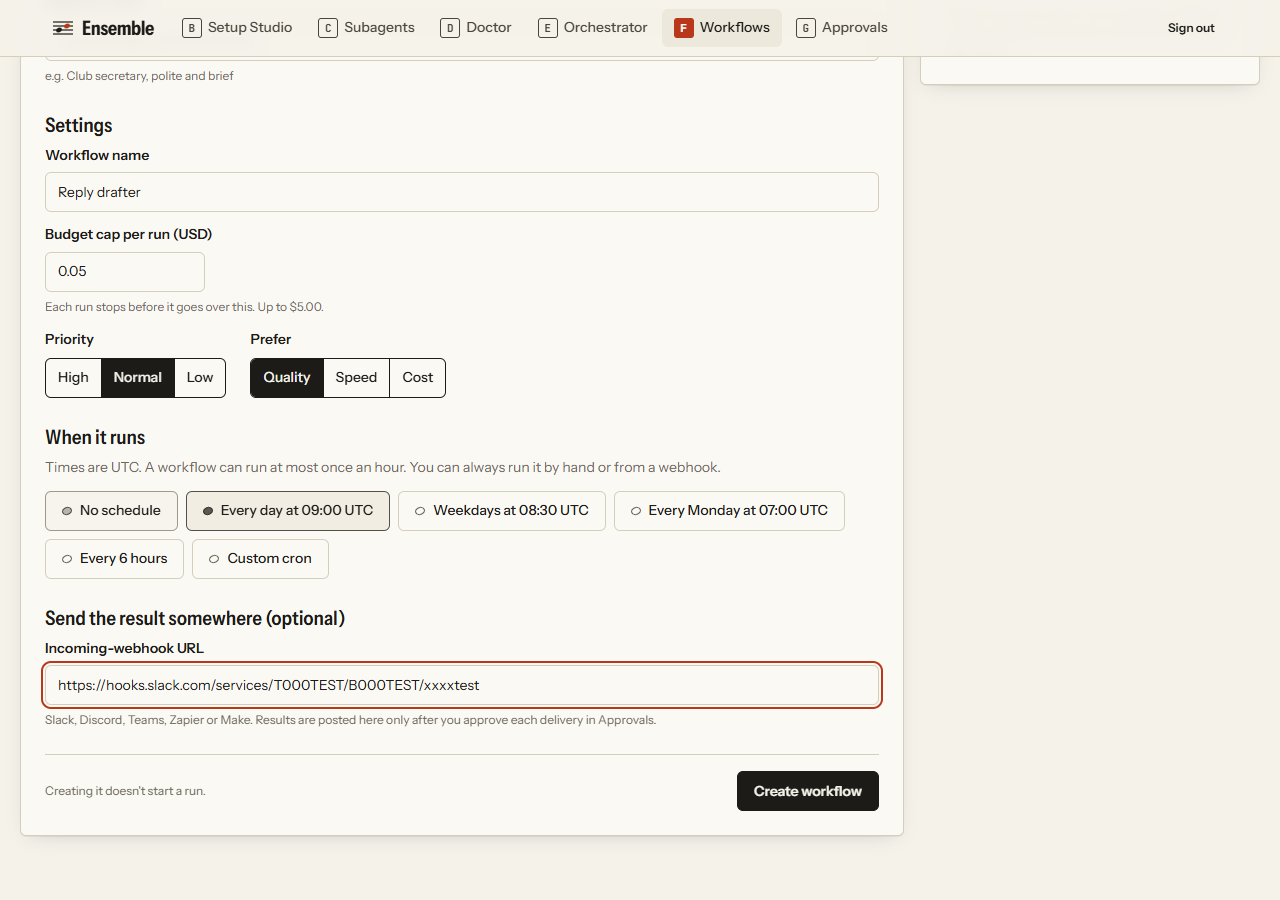 Ensemble
B Setup Studio
C Subagents
D Doctor
E Orchestrator
F Workflows
G Approvals
Sign out
e.g. Club secretary, polite and brief
Settings
Workflow name
Reply drafter
Budget cap per run (USD)
0.05
Each run stops before it goes over this. Up to $5.00.
Priority Prefer
High Normal Low Quality Speed Cost
When it runs
Times are UTC. A workflow can run at most once an hour. You can always run it by hand or from a webhook.
No schedule Every day at 09:00 UTC Weekdays at 08:30 UTC Every Monday at 07:00 UTC
Every 6 hours Custom cron
Send the result somewhere (optional)
Incoming-webhook URL
https://hooks.slack.com/services/T000TEST/B000TEST/xxxxtest
Slack, Discord, Teams, Zapier or Make. Results are posted here only after you approve each delivery in Approvals.
Creating it doesn't start a run.
Create workflow